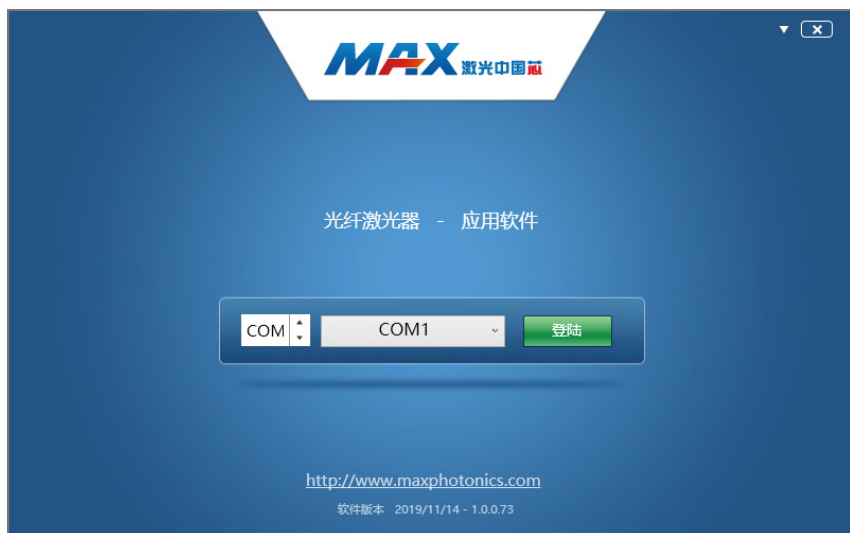 MAX 激光中国芯
光纤激光器 - 应用软件
COM COM1 登陆
http://www.maxphotonics.com
软件版本 2019/11/14 - 1.0.0.73